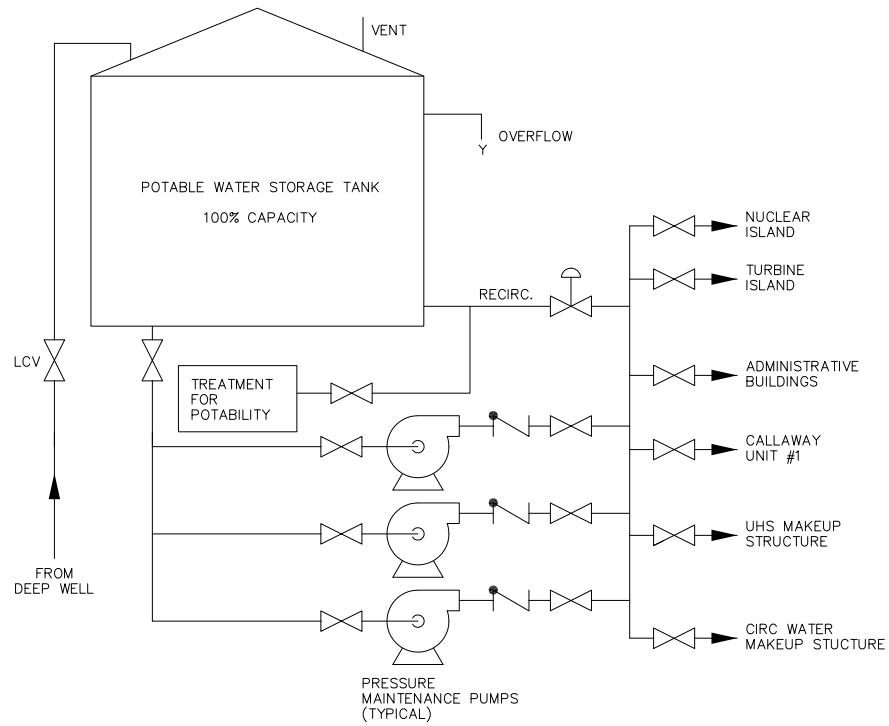 VENT
OVERFLOW
Y
POTABLE WATER STORAGE TANK
100% CAPACITY
NUCLEAR
ISLAND
TURBINE
ISLAND
RECIRC.
LCV
TREATMENT
FOR
POTABILITY
ADMINISTRATIVE
BUILDINGS
CALLAWAY
UNIT #1
UHS MAKEUP
STRUCTURE
FROM
DEEP WELL
CIRC WATER
MAKEUP STUCTURE
PRESSURE
MAINTENANCE PUMPS
(TYPICAL)